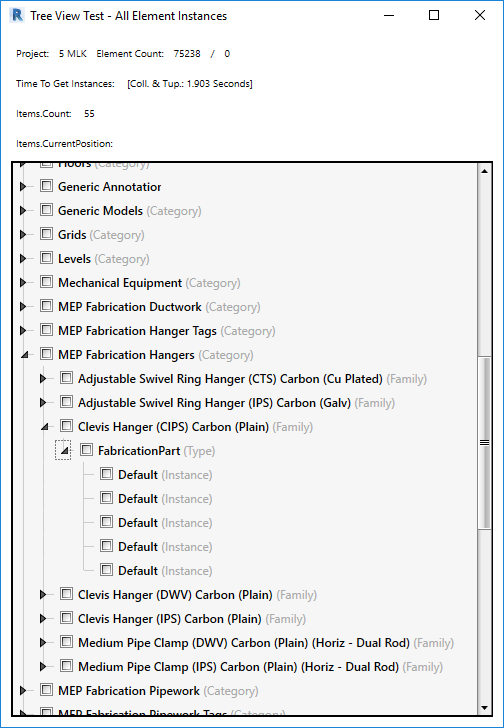 Tree View Test - All Element Instances
Project: 5 MLK Element Count: 75238 / 0
Time To Get Instances: [Coll. & Tup.: 1.903 Seconds]
Items.Count: 55
Items.CurrentPosition:
Floors (Category)
Generic Annotation
Generic Models (Category)
Grids (Category)
Levels (Category)
Mechanical Equipment (Category)
MEP Fabrication Ductwork (Category)
MEP Fabrication Hanger Tags (Category)
MEP Fabrication Hangers (Category)
Adjustable Swivel Ring Hanger (CTS) Carbon (Cu Plated) (Family)
Adjustable Swivel Ring Hanger (IPS) Carbon (Galv) (Family)
Clevis Hanger (CIPS) Carbon (Plain) (Family)
FabricationPart (Type)
Default (Instance)
Default (Instance)
Default (Instance)
Default (Instance)
Default (Instance)
Clevis Hanger (DWV) Carbon (Plain) (Family)
Clevis Hanger (IPS) Carbon (Plain) (Family)
Medium Pipe Clamp (DWV) Carbon (Plain) (Horiz - Dual Rod) (Family)
Medium Pipe Clamp (IPS) Carbon (Plain) (Horiz - Dual Rod) (Family)
MEP Fabrication Pipework (Category)
MEP Fabrication Pipework Tags (Category)